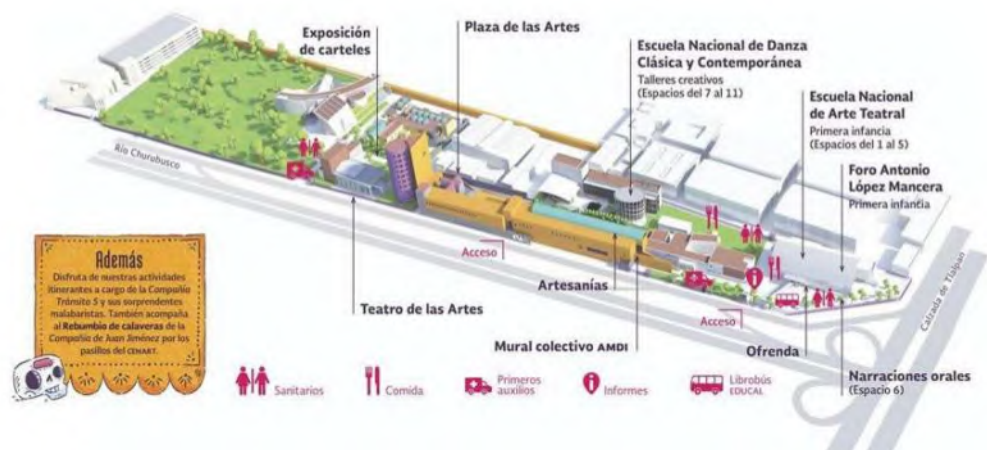 Exposición
de carteles
Plaza de las Artes
Escuela Nacional de Danza
Clásica y Contemporánea
Talleres creativos
(Espacios del 7 al 11)
Escuela Nacional
de Arte Teatral
Primera infancia
(Espacios del 1 al 5)
Foro Antonio
López Mancera
Primera infancia
Río Churubusco
Calzada de Tlalpan
Acceso
Artesanías
Teatro de las Artes
Acceso
Mural colectivo AMDI
Ofrenda
Narraciones orales
(Espacio 6)
Además
Disfruta de nuestras actividades
itinerantes a cargo de la Compañía
Tránsito 5 y sus sorprendentes
malabaristas. También acompaña
al Rebumbio de calaveras de la
Compañía de Juan Jiménez por los
pasillos del CENART.
Sanitarios
Comida
Primeros
auxilios
Informes
Librobús
EDUCAL